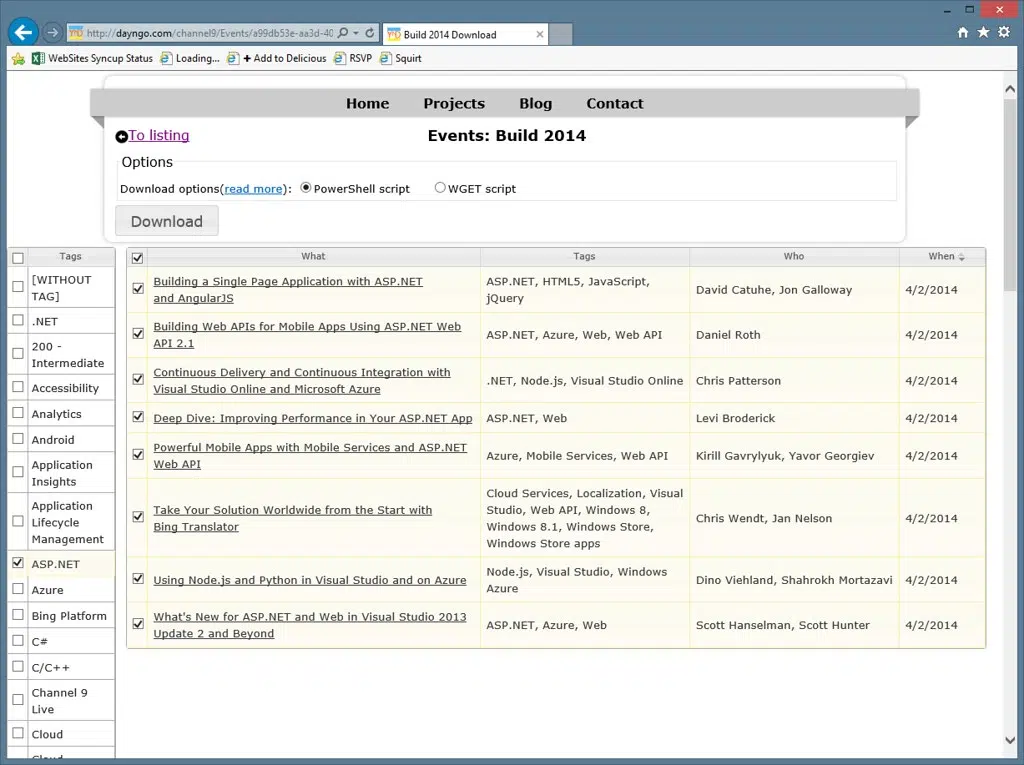 http://dayngo.com/channel9/Events/a99db53e-aa3d-40
Build 2014 Download
WebSites Syncup Status
Loading...
+ Add to Delicious
RSVP
Squirt
Home
Projects
Blog
Contact
To listing
Events: Build 2014
Options
Download options(read more):
PowerShell script
WGET script
Download
Tags
[WITHOUT
TAG]
.NET
200 -
Intermediate
Accessibility
Analytics
Android
Application
Insights
Application
Lifecycle
Management
ASP.NET
Azure
Bing Platform
C#
C/C++
Channel 9
Live
Cloud
Cloud
What
Tags
Who
When
Building a Single Page Application with ASP.NET
and AngularJS
ASP.NET, HTML5, JavaScript,
jQuery
David Catuhe, Jon Galloway
4/2/2014
Building Web APIs for Mobile Apps Using ASP.NET Web
API 2.1
ASP.NET, Azure, Web, Web API
Daniel Roth
4/2/2014
Continuous Delivery and Continuous Integration with
Visual Studio Online and Microsoft Azure
.NET, Node.js, Visual Studio Online
Chris Patterson
4/2/2014
Deep Dive: Improving Performance in Your ASP.NET App
ASP.NET, Web
Levi Broderick
4/2/2014
Powerful Mobile Apps with Mobile Services and ASP.NET
Web API
Azure, Mobile Services, Web API
Kirill Gavrylyuk, Yavor Georgiev
4/2/2014
Take Your Solution Worldwide from the Start with
Bing Translator
Cloud Services, Localization, Visual
Studio, Web API, Windows 8,
Windows 8.1, Windows Store,
Windows Store apps
Chris Wendt, Jan Nelson
4/2/2014
Using Node.js and Python in Visual Studio and on Azure
Node.js, Visual Studio, Windows
Azure
Dino Viehland, Shahrokh Mortazavi
4/2/2014
What's New for ASP.NET and Web in Visual Studio 2013
Update 2 and Beyond
ASP.NET, Azure, Web
Scott Hanselman, Scott Hunter
4/2/2014